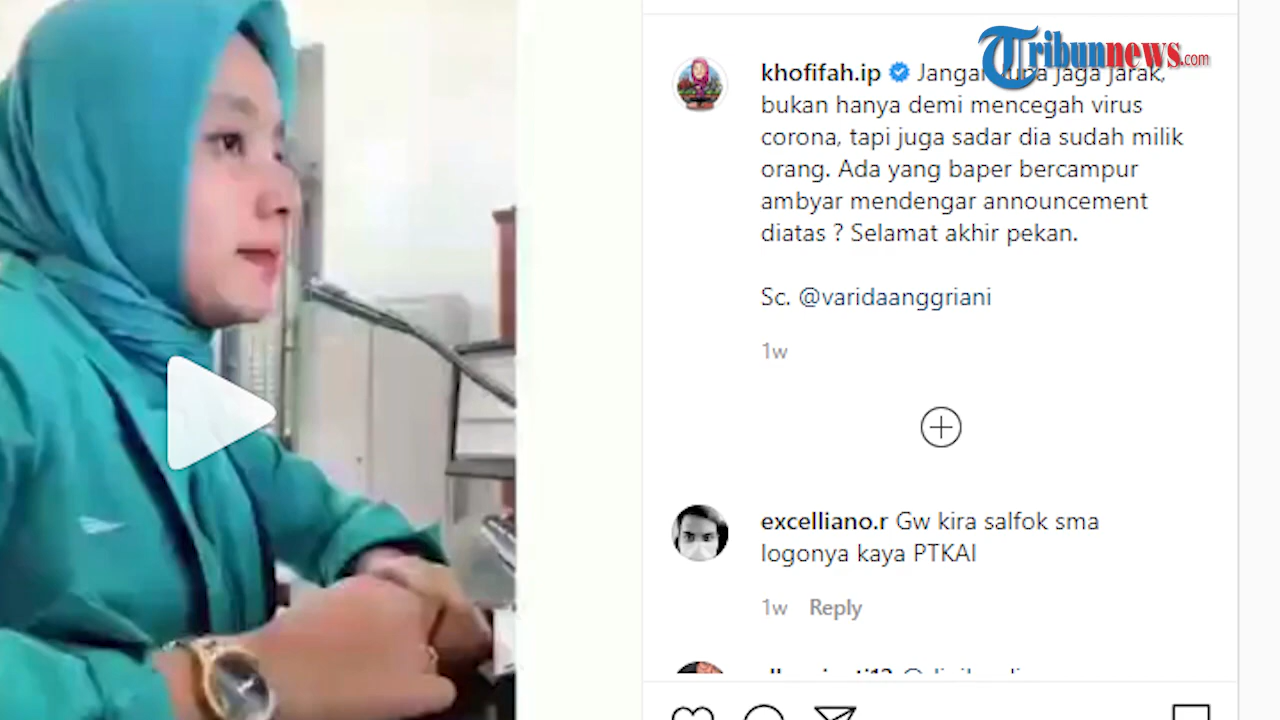 Tribunnews.com
khofifah.ip Jangan lupa jaga jarak,
bukan hanya demi mencegah virus
corona, tapi juga sadar dia sudah milik
orang. Ada yang baper bercampur
ambyar mendengar announcement
diatas ? Selamat akhir pekan.
Sc. @varidaanggriani
1w
excelliano.r Gw kira salfok sma
logonya kaya PTKAI
1w Reply